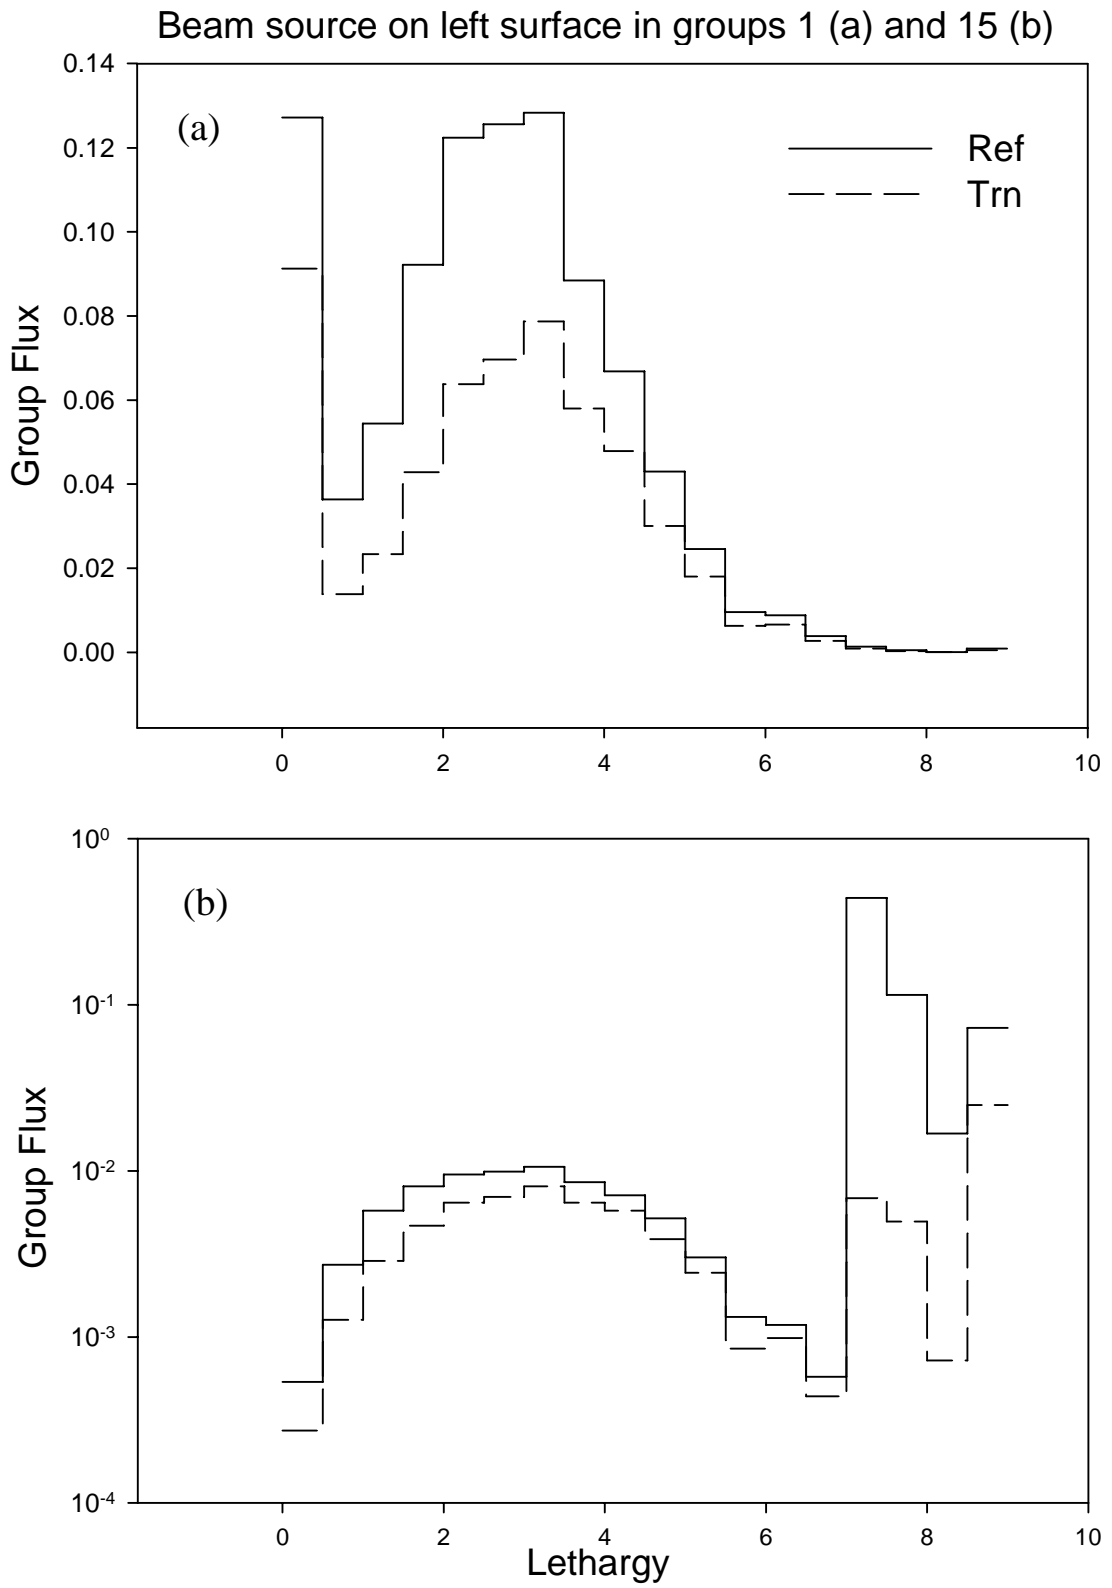 Beam source on left surface in groups 1 (a) and 15 (b)
0.14
0.12
0.10
0.08
0.06
0.04
0.02
0.00
Group Flux
(a)
Ref
Trn
0 2 4 6 8 10
10^0
10^-1
10^-2
10^-3
10^-4
Group Flux
(b)
0 2 4 6 8 10
Lethargy